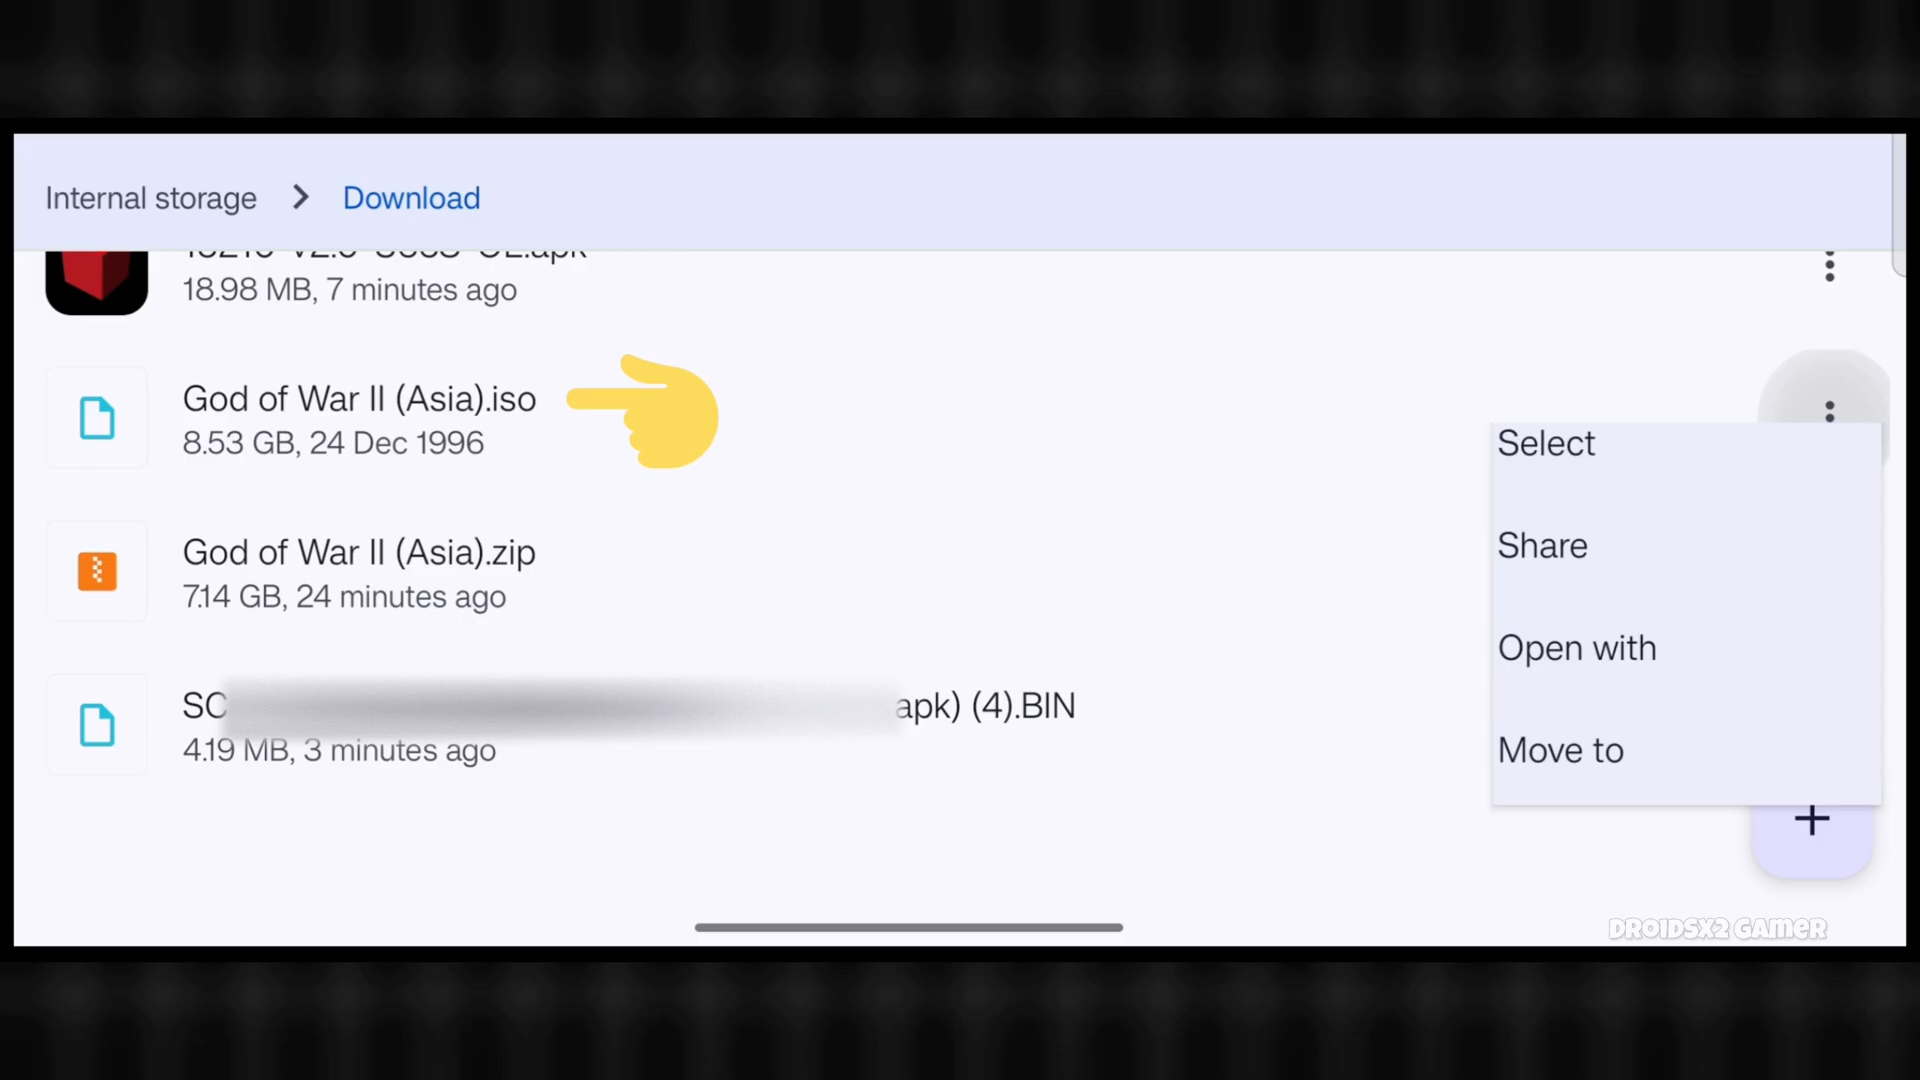 Internal storage > Download
18.98 MB, 7 minutes ago
God of War II (Asia).iso
8.53 GB, 24 Dec 1996
God of War II (Asia).zip
7.14 GB, 24 minutes ago
SC apk) (4).BIN
4.19 MB, 3 minutes ago
Select
Share
Open with
Move to
DROIDSX2 GAMER